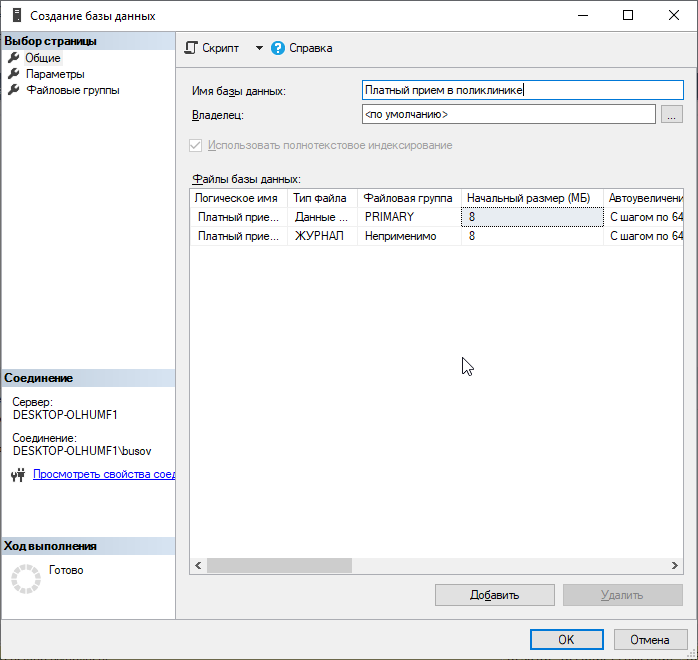 Создание базы данных
Выбор страницы
Общие
Параметры
Файловые группы
Скрипт
Справка
Имя базы данных:
Платный прием в поликлинике
Владелец:
<по умолчанию>
...
Использовать полнотекстовое индексирование
Файлы базы данных:
Логическое имя Тип файла Файловая группа Начальный размер (МБ) Автоувеличени
Платный прие... Данные ... PRIMARY 8 С шагом по 64
Платный прие... ЖУРНАЛ Неприменимо 8 С шагом по 64
Соединение
Сервер:
DESKTOP-OLHUMF1
Соединение:
DESKTOP-OLHUMF1\busov
Просмотреть свойства соед
Ход выполнения
Готово
Добавить
Удалить
OK
Отмена